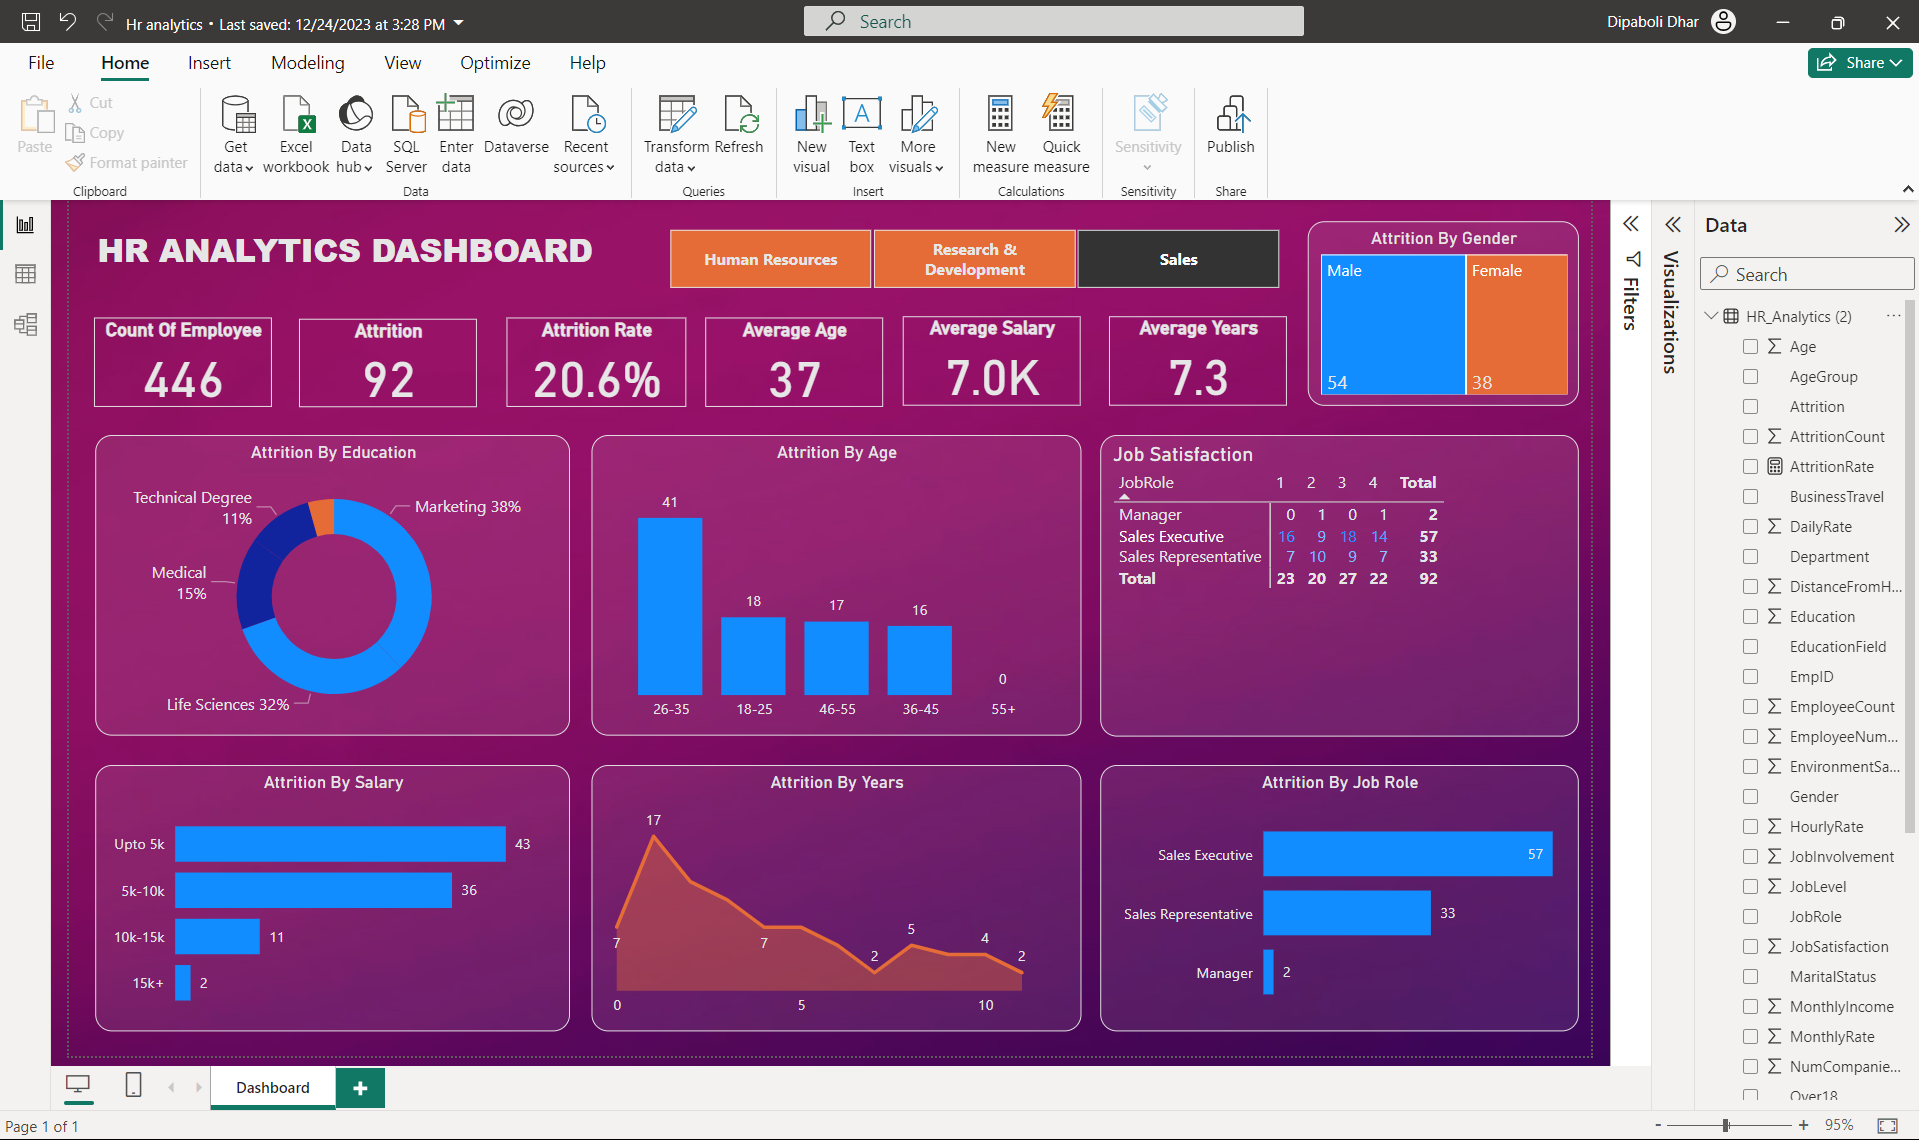 Hr analytics • Last saved: 12/24/2023 at 3:28 PM
Search
Dipaboli Dhar
File
Home
Insert
Modeling
View
Optimize
Help
Share
Paste
Cut
Copy
Format painter
Clipboard
Get
data
Excel
workbook
Data
hub
SQL
Server
Enter
data
Dataverse
Recent
sources
Data
Transform
data
Refresh
Queries
New
visual
Text
box
More
visuals
Insert
New
measure
Quick
measure
Calculations
Sensitivity
Sensitivity
Publish
Share
HR ANALYTICS DASHBOARD
Human Resources
Research &
Development
Sales
Attrition By Gender
Male
54
Female
38
Count Of Employee
446
Attrition
92
Attrition Rate
20.6%
Average Age
37
Average Salary
7.0K
Average Years
7.3
Attrition By Education
Technical Degree
11%
Marketing 38%
Medical
15%
Life Sciences 32%
Attrition By Age
41
18
17
16
0
26-35
18-25
46-55
36-45
55+
Job Satisfaction
JobRole 1 2 3 4 Total
Manager 0 1 0 1 2
Sales Executive 16 9 18 14 57
Sales Representative 7 10 9 7 33
Total 23 20 27 22 92
Attrition By Salary
Upto 5k 43
5k-10k 36
10k-15k 11
15k+ 2
Attrition By Years
17
7
7
2
5
4
2
0
5
10
Attrition By Job Role
Sales Executive 57
Sales Representative 33
Manager 2
Filters
Visualizations
Data
Search
HR_Analytics (2)
Age
AgeGroup
Attrition
AttritionCount
AttritionRate
BusinessTravel
DailyRate
Department
DistanceFromH...
Education
EducationField
EmpID
EmployeeCount
EmployeeNum...
EnvironmentSa...
Gender
HourlyRate
JobInvolvement
JobLevel
JobRole
JobSatisfaction
MaritalStatus
MonthlyIncome
MonthlyRate
NumCompanie...
Over18
Dashboard
Page 1 of 1
95%